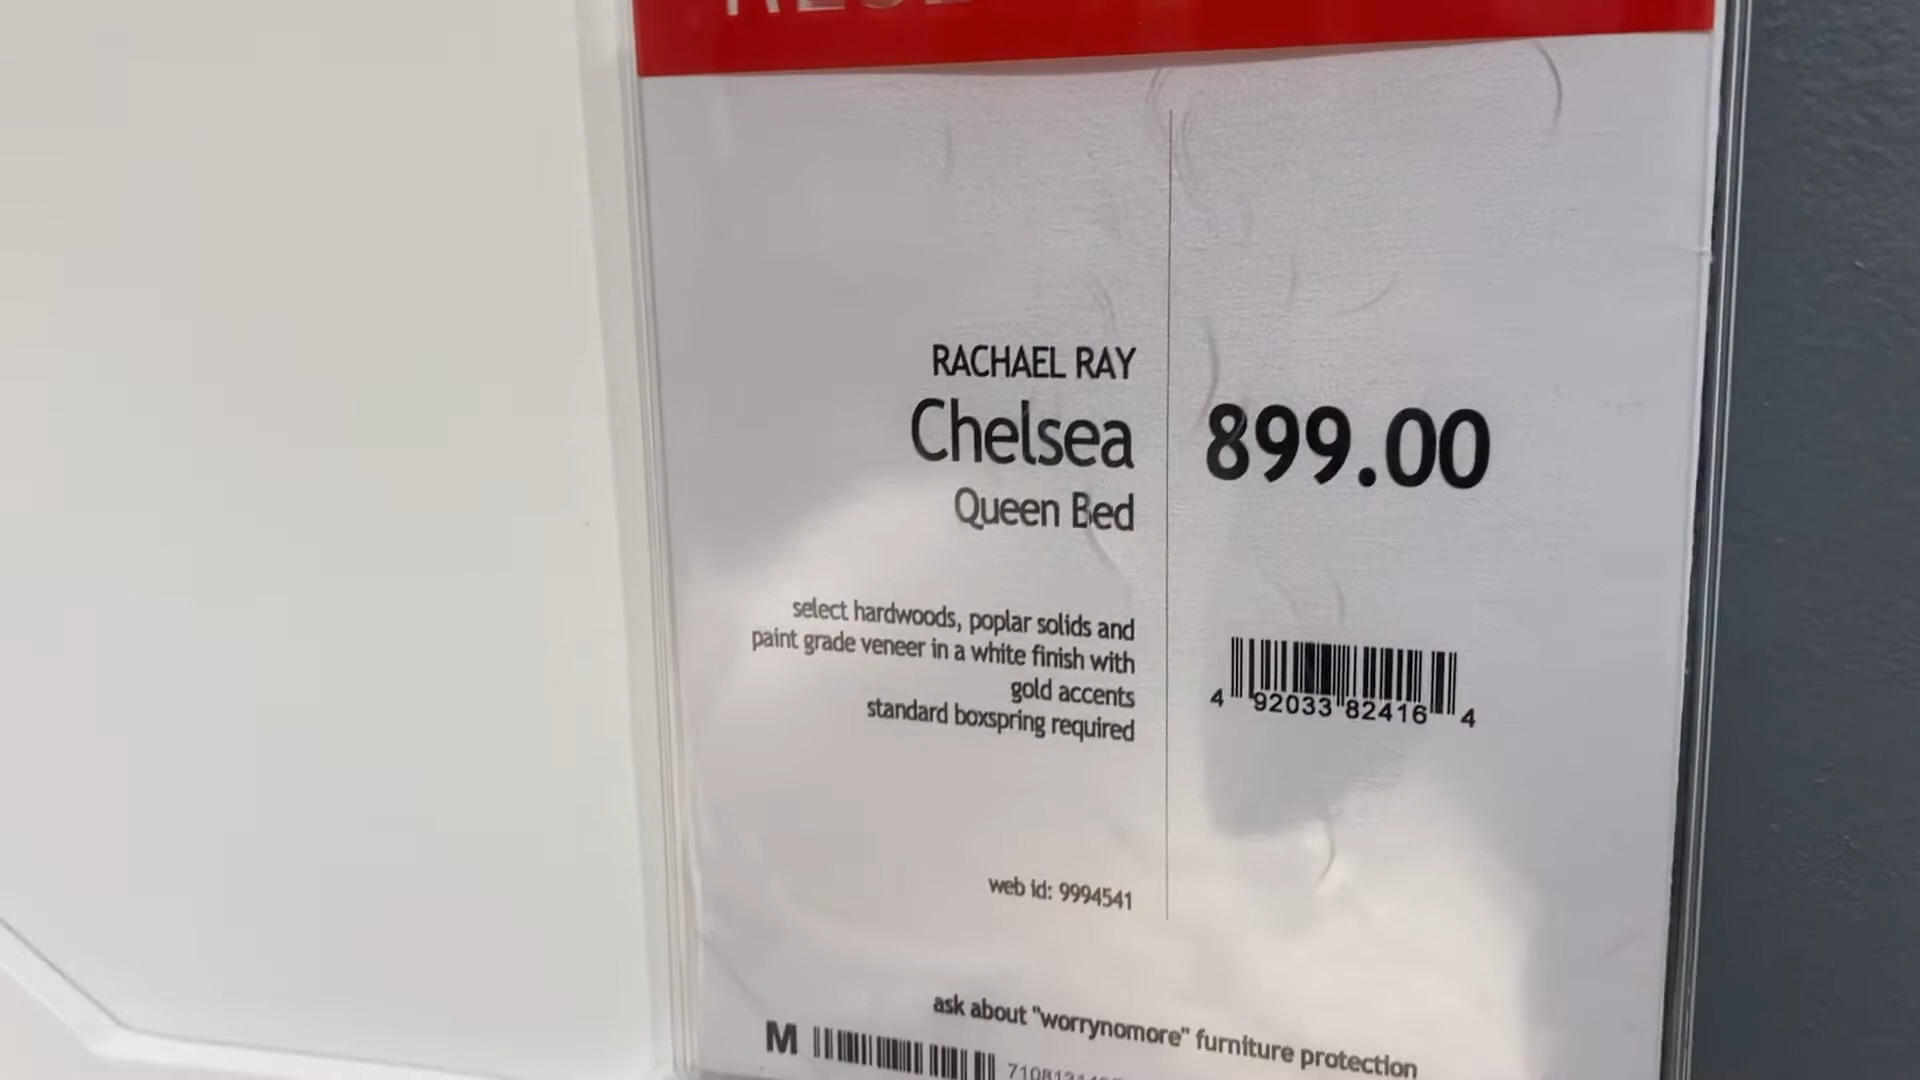 RACHAEL RAY
Chelsea
Queen Bed
899.00
select hardwoods, poplar solids and
paint grade veneer in a white finish with
gold accents
standard boxspring required
4 92033 82416 4
web id: 9994541
ask about "worrynomore" furniture protection
M